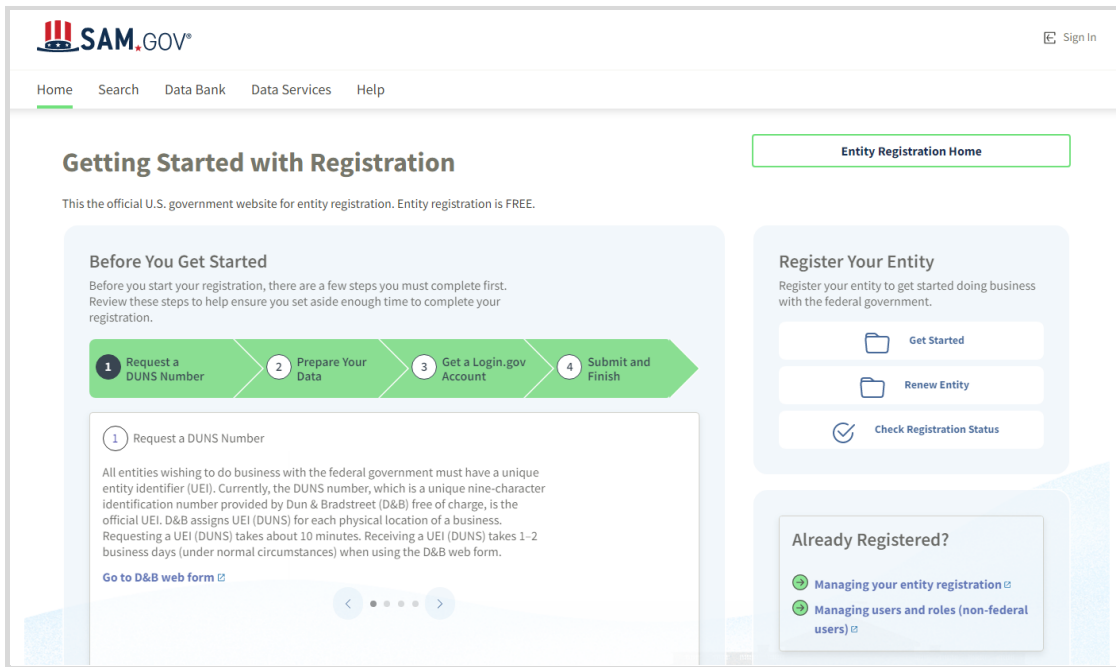 SAM.GOV®
Sign In
Home Search Data Bank Data Services Help
Getting Started with Registration
Entity Registration Home
This the official U.S. government website for entity registration. Entity registration is FREE.
Before You Get Started
Before you start your registration, there are a few steps you must complete first.
Review these steps to help ensure you set aside enough time to complete your
registration.
1 Request a
DUNS Number
2 Prepare Your
Data
3 Get a Login.gov
Account
4 Submit and
Finish
1 Request a DUNS Number
All entities wishing to do business with the federal government must have a unique
entity identifier (UEI). Currently, the DUNS number, which is a unique nine-character
identification number provided by Dun & Bradstreet (D&B) free of charge, is the
official UEI. D&B assigns UEI (DUNS) for each physical location of a business.
Requesting a UEI (DUNS) takes about 10 minutes. Receiving a UEI (DUNS) takes 1–2
business days (under normal circumstances) when using the D&B web form.
Go to D&B web form
Register Your Entity
Register your entity to get started doing business
with the federal government.
Get Started
Renew Entity
Check Registration Status
Already Registered?
Managing your entity registration
Managing users and roles (non-federal
users)